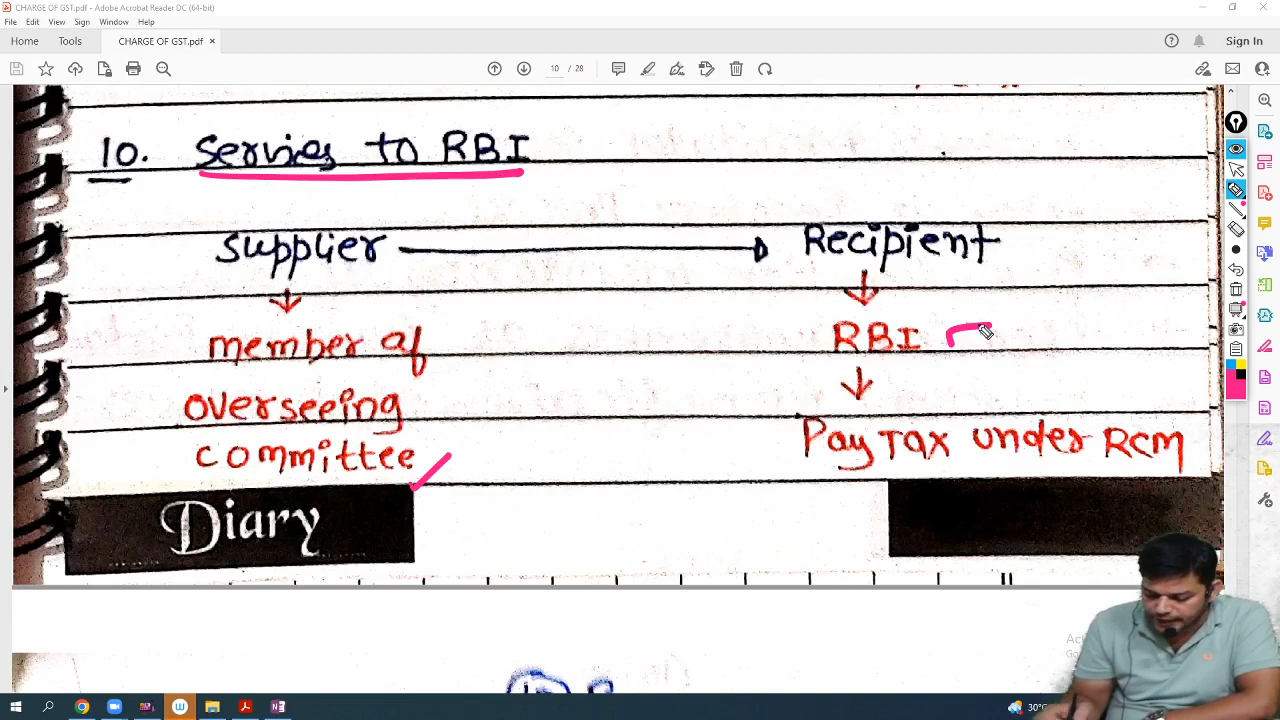 CHARGE OF GST.pdf - Adobe Acrobat Reader DC (64-bit)
File Edit View Sign Window Help
Home Tools CHARGE OF GST.pdf × Sign In
10 / 28
10. Services to RBI
Supplier Recipient
member of RBI
overseeing
committee Pay Tax under RCM
Diary
30°